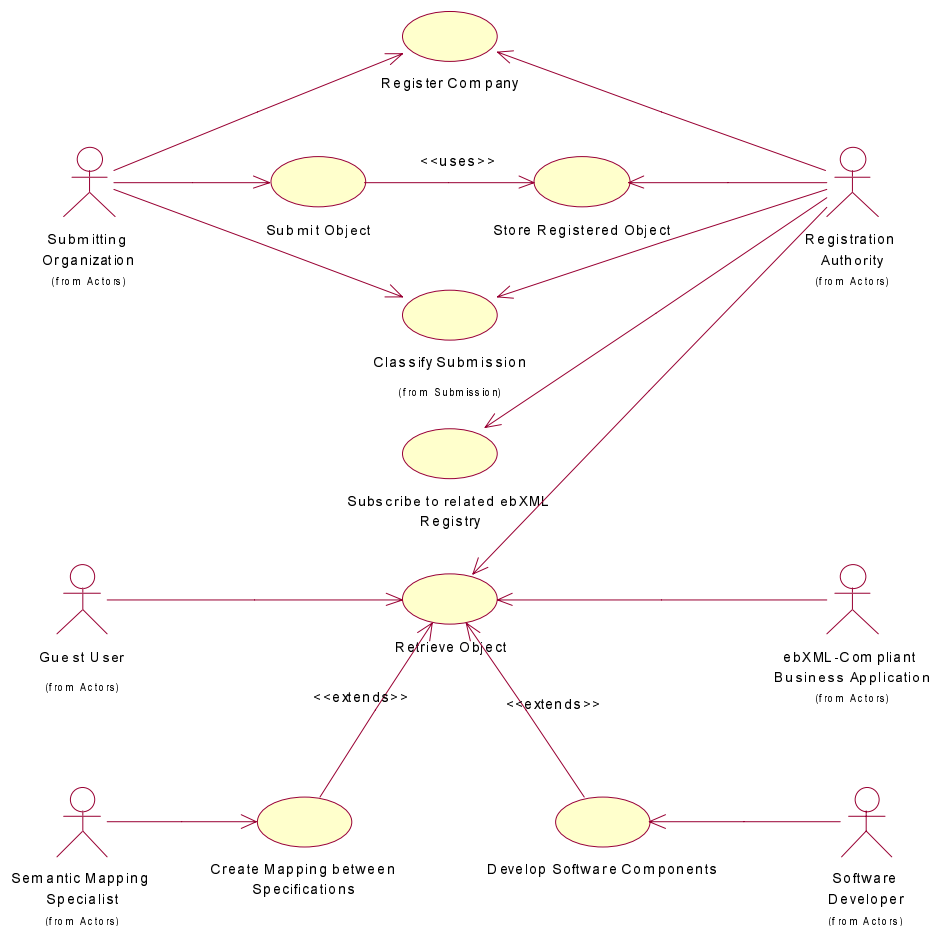 Register Company
<<uses>>
Submit Object
Store Registered Object
Submitting
Organization
(from Actors)
Registration
Authority
(from Actors)
Classify Submission
(from Submission)
Subscribe to related ebXML
Registry
Retrieve Object
Guest User
(from Actors)
ebXML-Compliant
Business Application
(from Actors)
<<extends>>
<<extends>>
Semantic Mapping
Specialist
(from Actors)
Create Mapping between
Specifications
Develop Software Components
Software
Developer
(from Actors)